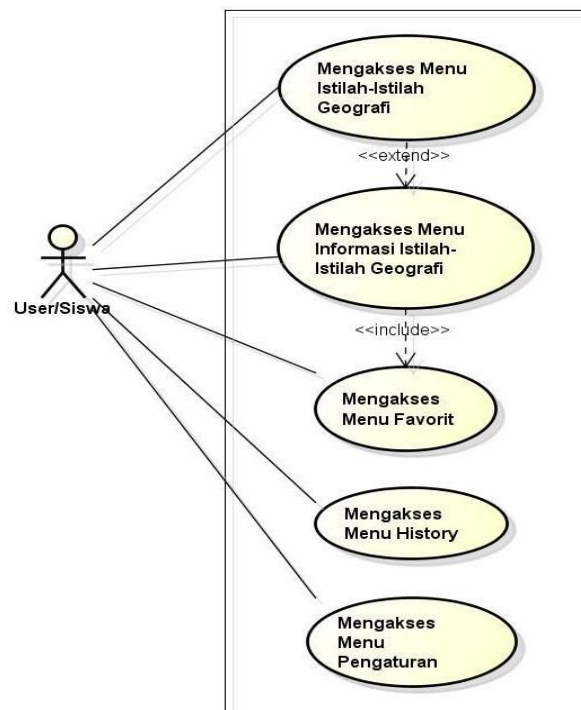 Mengakses Menu
Istilah-Istilah
Geografi
<<extend>>
Mengakses Menu
Informasi Istilah-
Istilah Geografi
User/Siswa
<<include>>
Mengakses
Menu Favorit
Mengakses
Menu History
Mengakses
Menu
Pengaturan